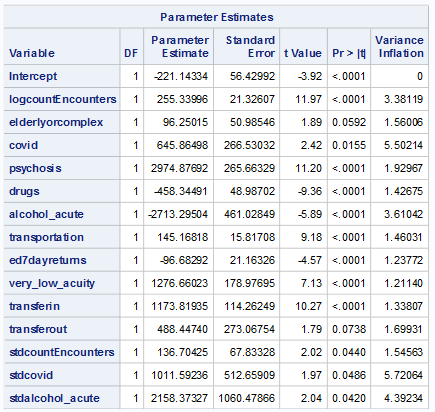 Parameter Estimates
Variable DF Parameter Estimate Standard Error t Value Pr > |t| Variance Inflation
Intercept 1 -221.14334 56.42992 -3.92 <.0001 0
logcountEncounters 1 255.33996 21.32607 11.97 <.0001 3.38119
elderlyorcomplex 1 96.25015 50.98546 1.89 0.0592 1.56006
covid 1 645.86498 266.53032 2.42 0.0155 5.50214
psychosis 1 2974.87692 265.66329 11.20 <.0001 1.92967
drugs 1 -458.34491 48.98702 -9.36 <.0001 1.42675
alcohol_acute 1 -2713.29504 461.02849 -5.89 <.0001 3.61042
transportation 1 145.16818 15.81708 9.18 <.0001 1.46031
ed7dayreturns 1 -96.68292 21.16326 -4.57 <.0001 1.23772
very_low_acuity 1 1276.66023 178.97695 7.13 <.0001 1.21140
transferin 1 1173.81935 114.26249 10.27 <.0001 1.33807
transferout 1 488.44740 273.06754 1.79 0.0738 1.69931
stdcountEncounters 1 136.70425 67.83328 2.02 0.0440 1.54563
stdcovid 1 1011.59236 512.65909 1.97 0.0486 5.72064
stdalcohol_acute 1 2158.37327 1060.47866 2.04 0.0420 4.39234